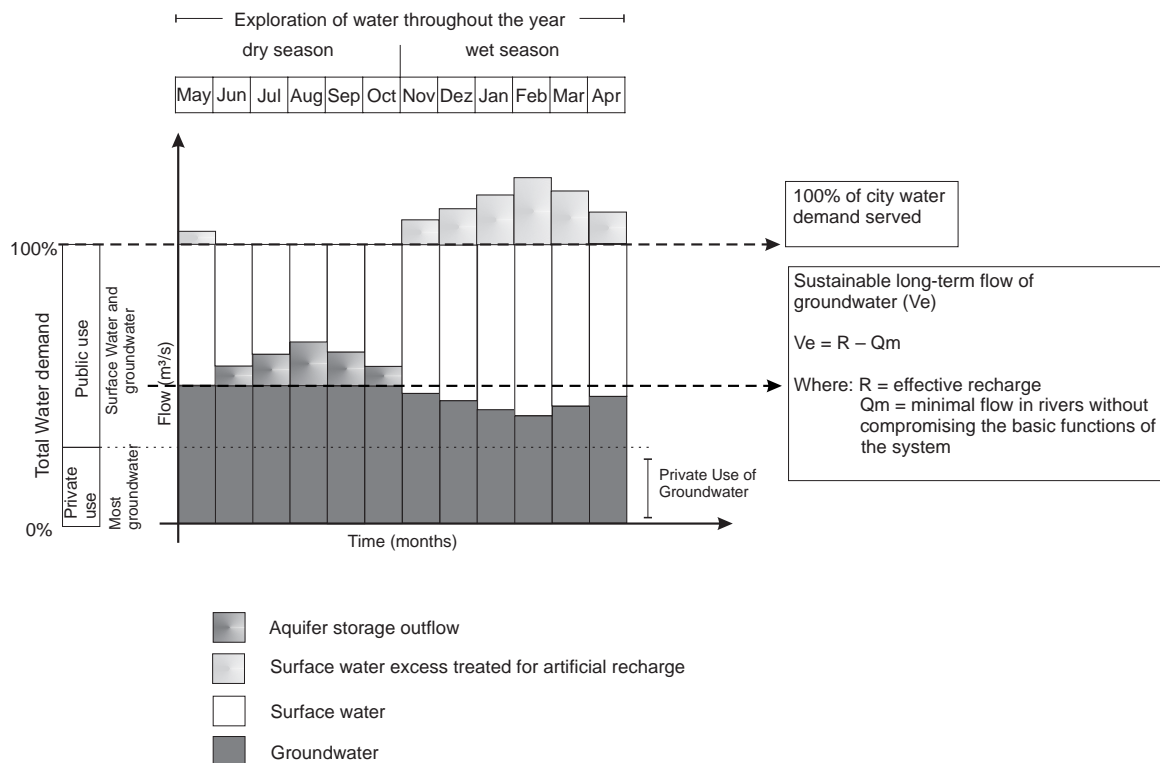 Exploration of water throughout the year
dry season
wet season
May Jun Jul Aug Sep Oct Nov Dez Jan Feb Mar Apr
100% of city water
demand served
100%
Sustainable long-term flow of
groundwater (Ve)
Ve = R – Qm
Where: R = effective recharge
Qm = minimal flow in rivers without
compromising the basic functions of
the system
Total Water demand
Public use
Surface Water and
groundwater
Flow (m³/s)
Private
use
Most
groundwater
Private Use of
Groundwater
0%
Time (months)
Aquifer storage outflow
Surface water excess treated for artificial recharge
Surface water
Groundwater